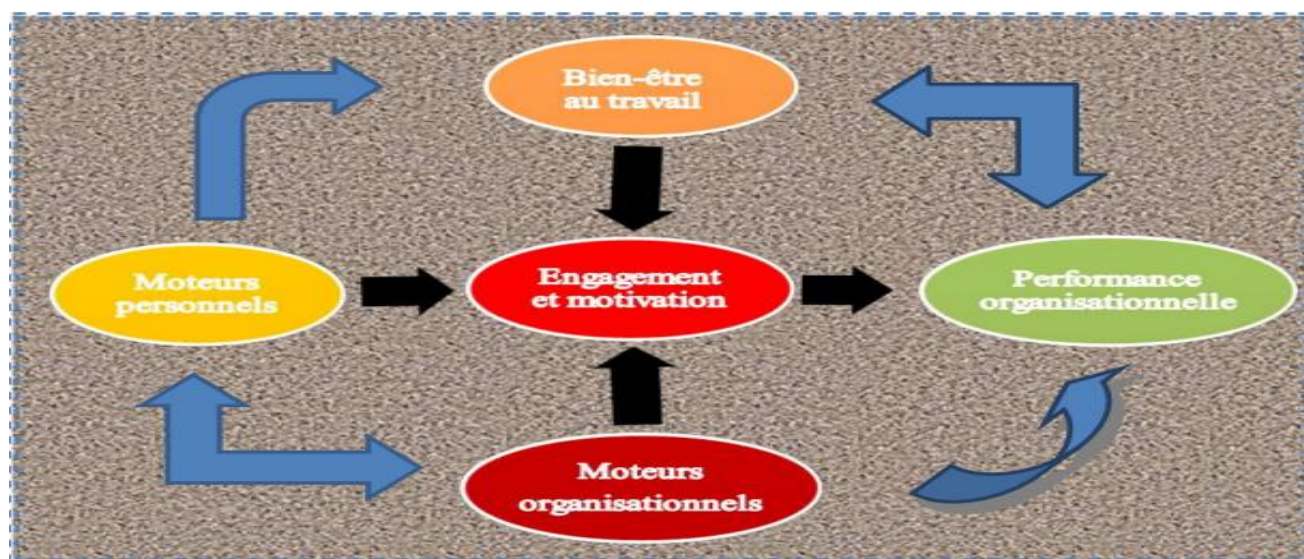 Bien-être
au travail
Moteurs
personnels
Engagement
et motivation
Performance
organisationnelle
Moteurs
organisationnels